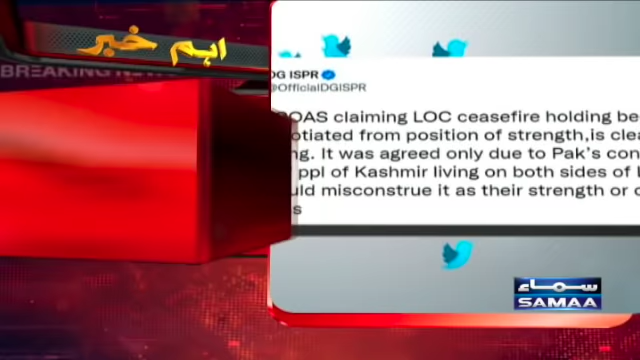 اہم خبر
BREAKING NEWS
DG ISPR
@OfficialDGISPR
OAS claiming LOC ceasefire holding be
otiated from position of strength,is clea
ng. It was agreed only due to Pak's con
ppl of Kashmir living on both sides of L
uld misconstrue it as their strength or
s
سماء
SAMAA